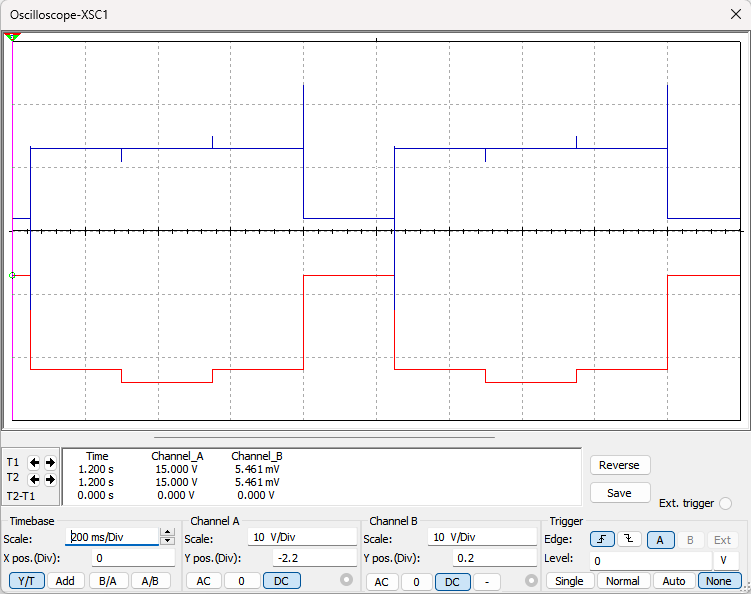 Oscilloscope-XSC1
Time Channel_A Channel_B
T1 1.200 s 15.000 V 5.461 mV
T2 1.200 s 15.000 V 5.461 mV
T2-T1 0.000 s 0.000 V 0.000 V
Reverse
Save
Ext. trigger
Timebase
Scale: 200 ms/Div
X pos.(Div): 0
Y/T Add B/A A/B
Channel A
Scale: 10 V/Div
Y pos.(Div): -2.2
AC 0 DC
Channel B
Scale: 10 V/Div
Y pos.(Div): 0.2
AC 0 DC -
Trigger
Edge: A B Ext
Level: 0 V
Single Normal Auto None